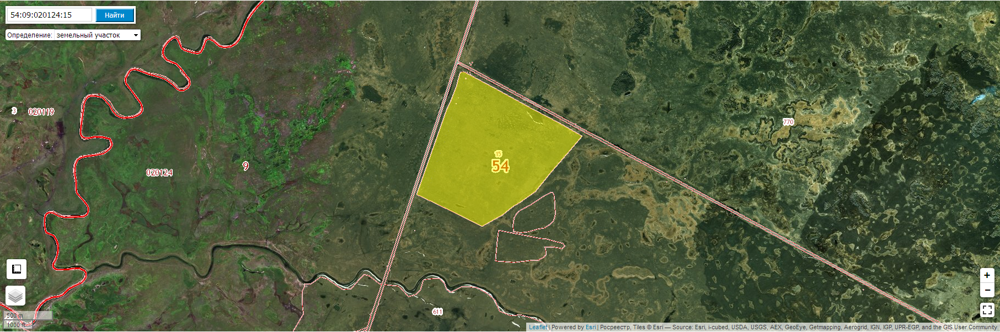 54:09:020124:15
Найти
Определение: земельный участок
3
020119
770
15
54
9
020124
611
+
−
500 m
1000 ft
Leaflet | Powered by Esri | Росреестр, Tiles © Esri — Source: Esri, i-cubed, USDA, USGS, AEX, GeoEye, Getmapping, Aerogrid, IGN, IGP, UPR-EGP, and the GIS User Community